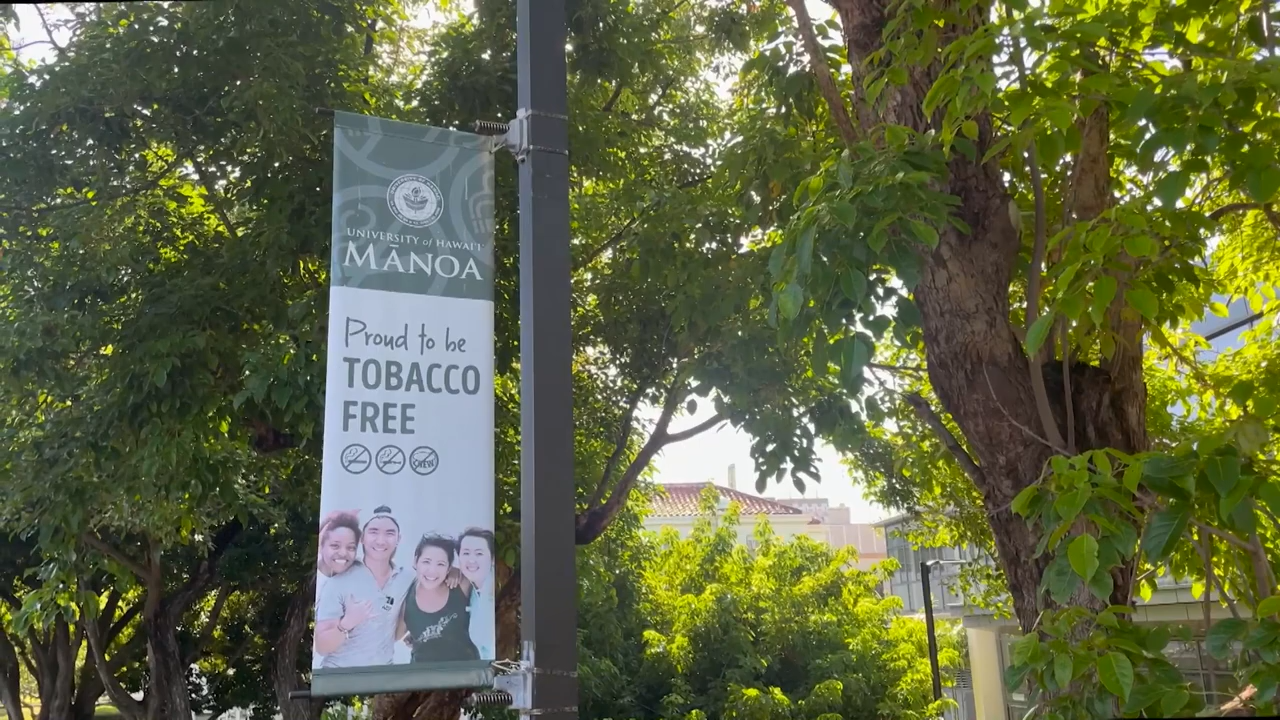 UNIVERSITY of HAWAI'I
MĀNOA
Proud to be
TOBACCO
FREE
CHEW